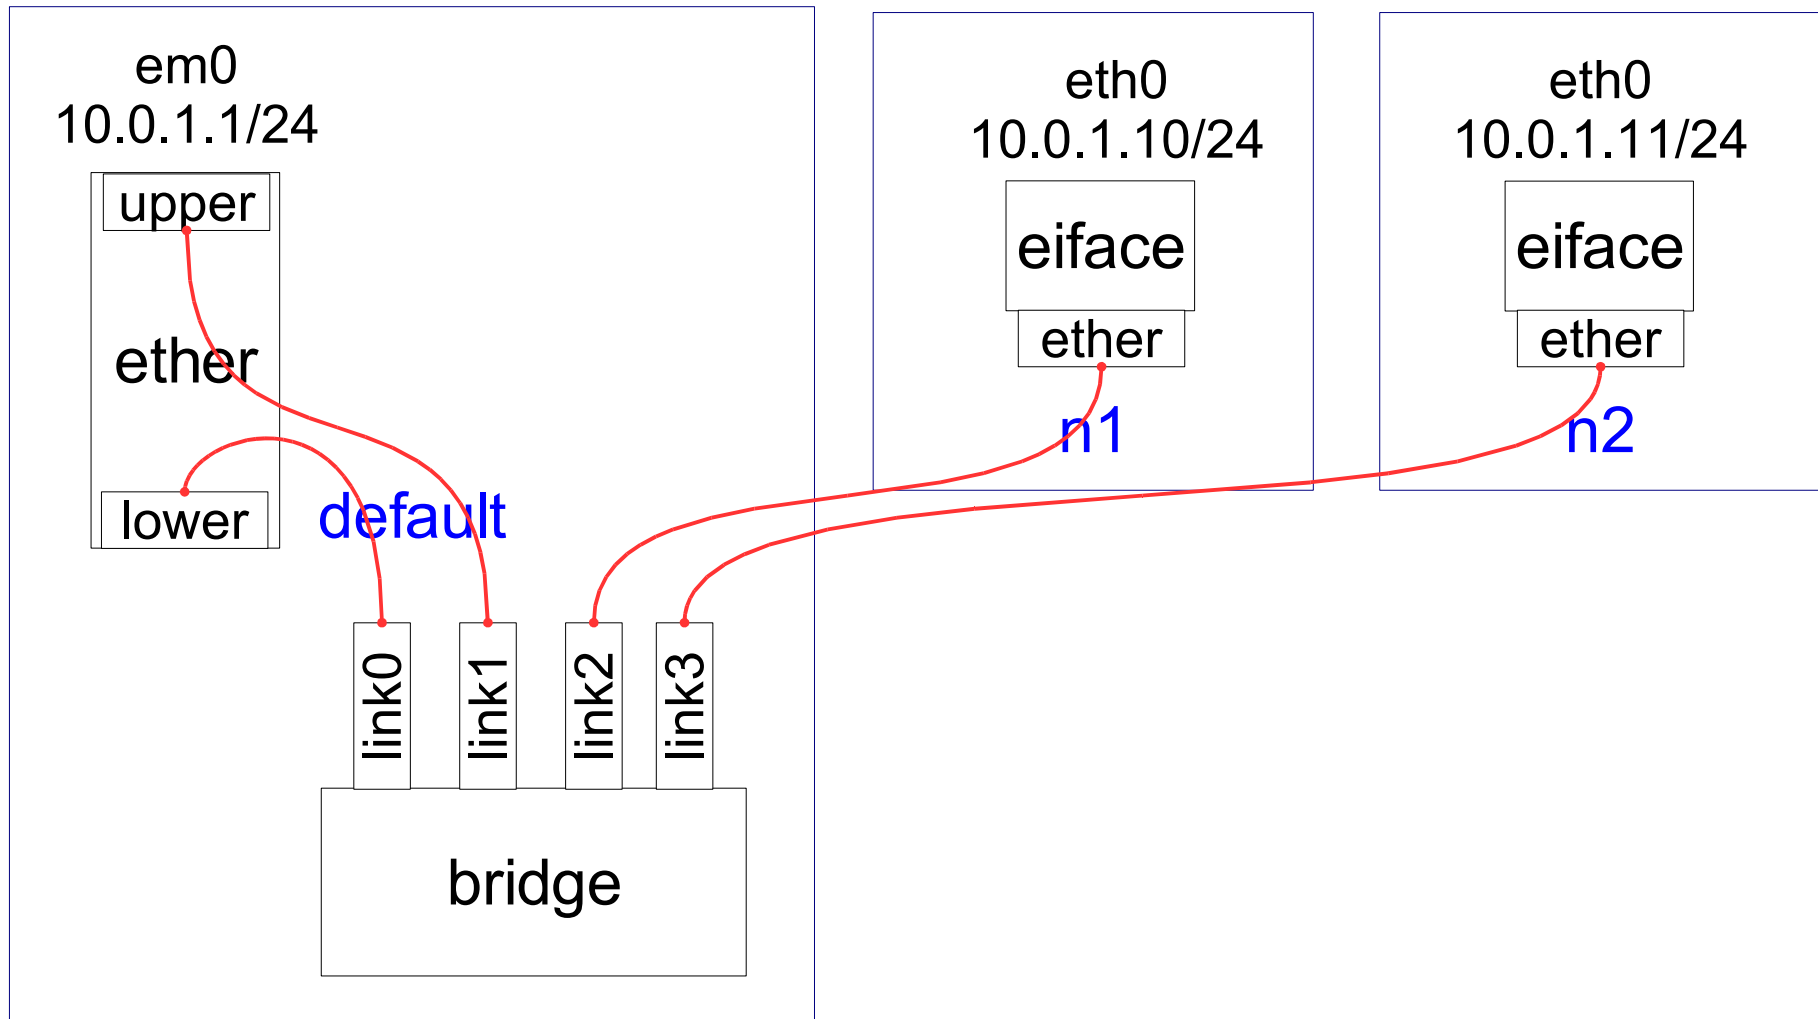 em0
10.0.1.1/24
upper
ether
lower
default
link0
link1
link2
link3
bridge
eth0
10.0.1.10/24
eiface
ether
n1
eth0
10.0.1.11/24
eiface
ether
n2